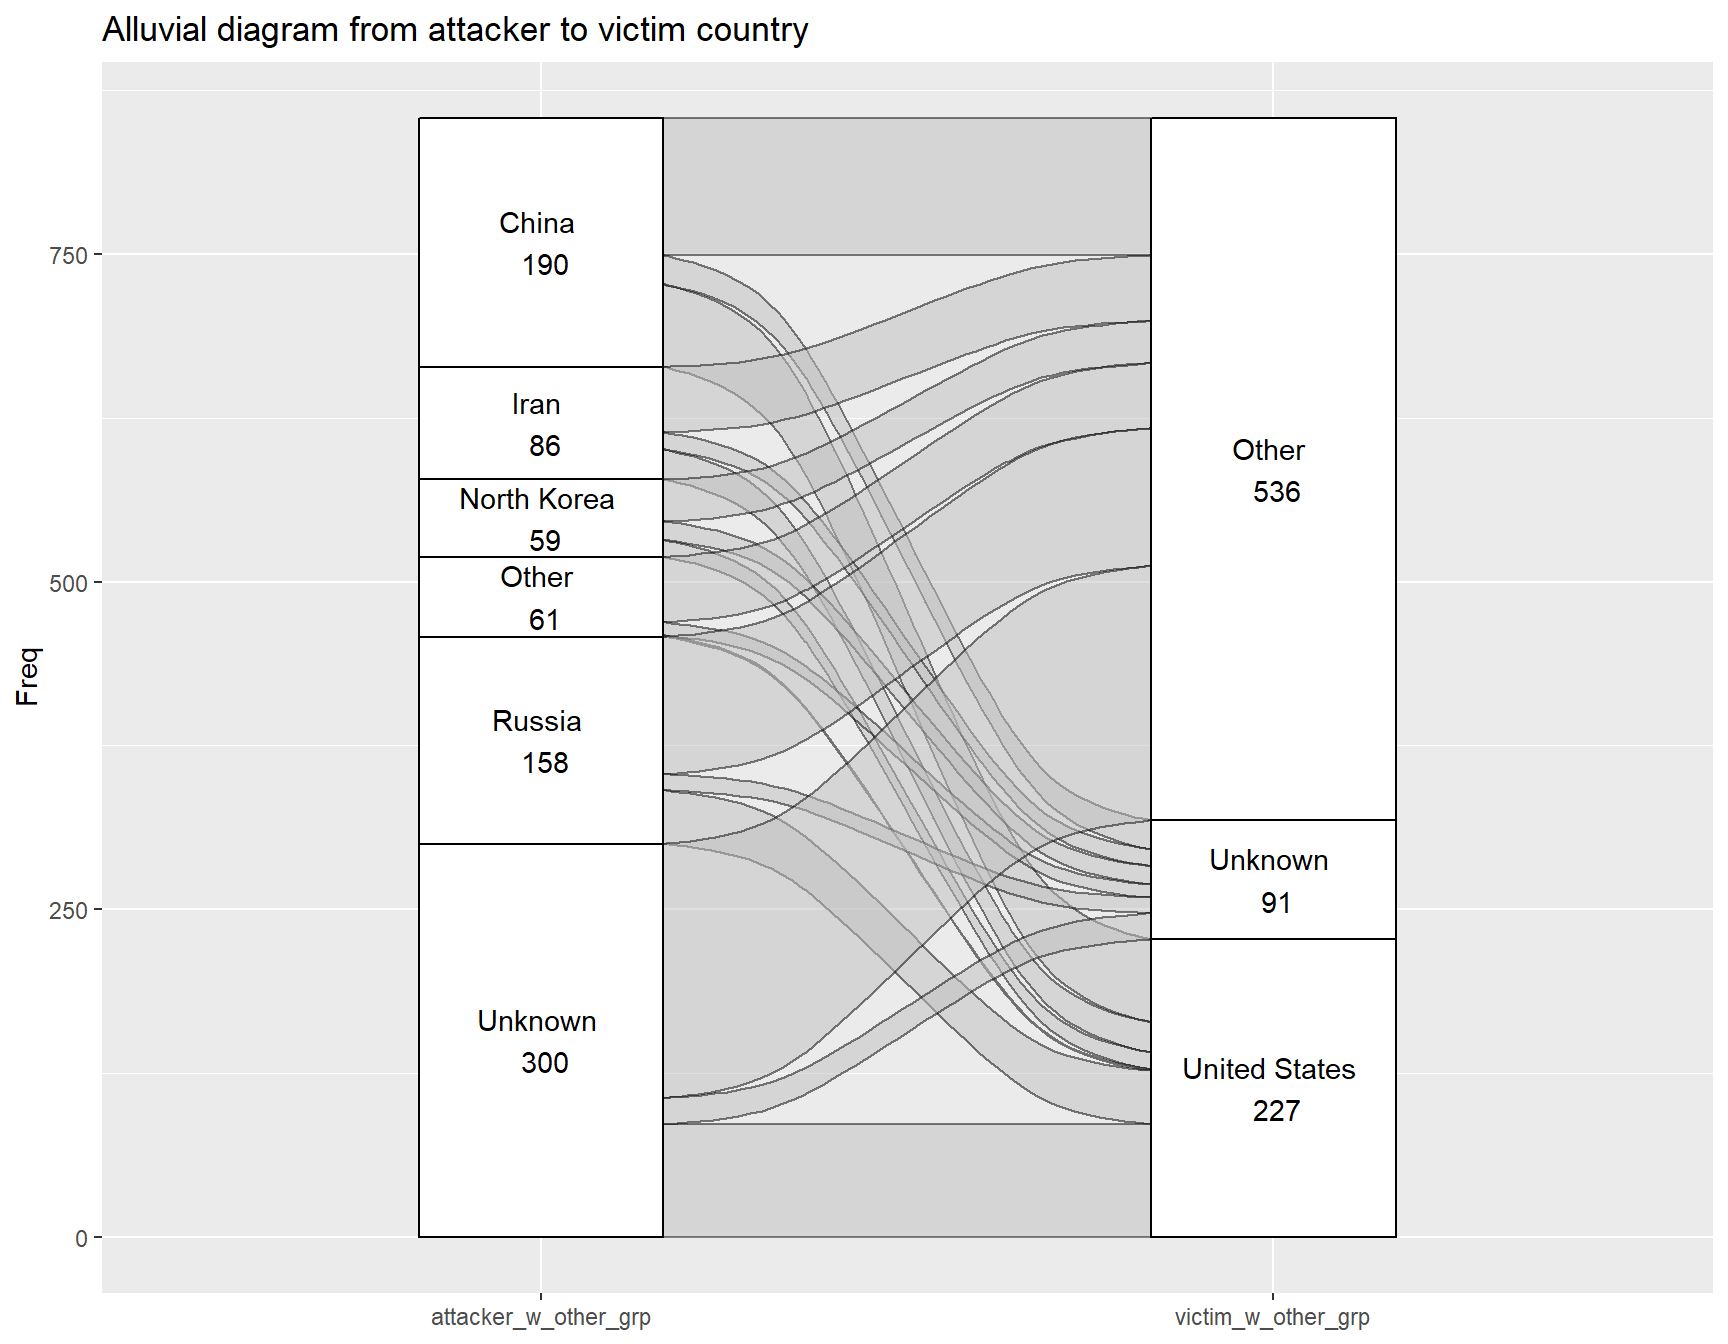 Alluvial diagram from attacker to victim country
Freq
750
500
250
0
China
190
Iran
86
North Korea
59
Other
61
Russia
158
Unknown
300
Other
536
Unknown
91
United States
227
attacker_w_other_grp
victim_w_other_grp